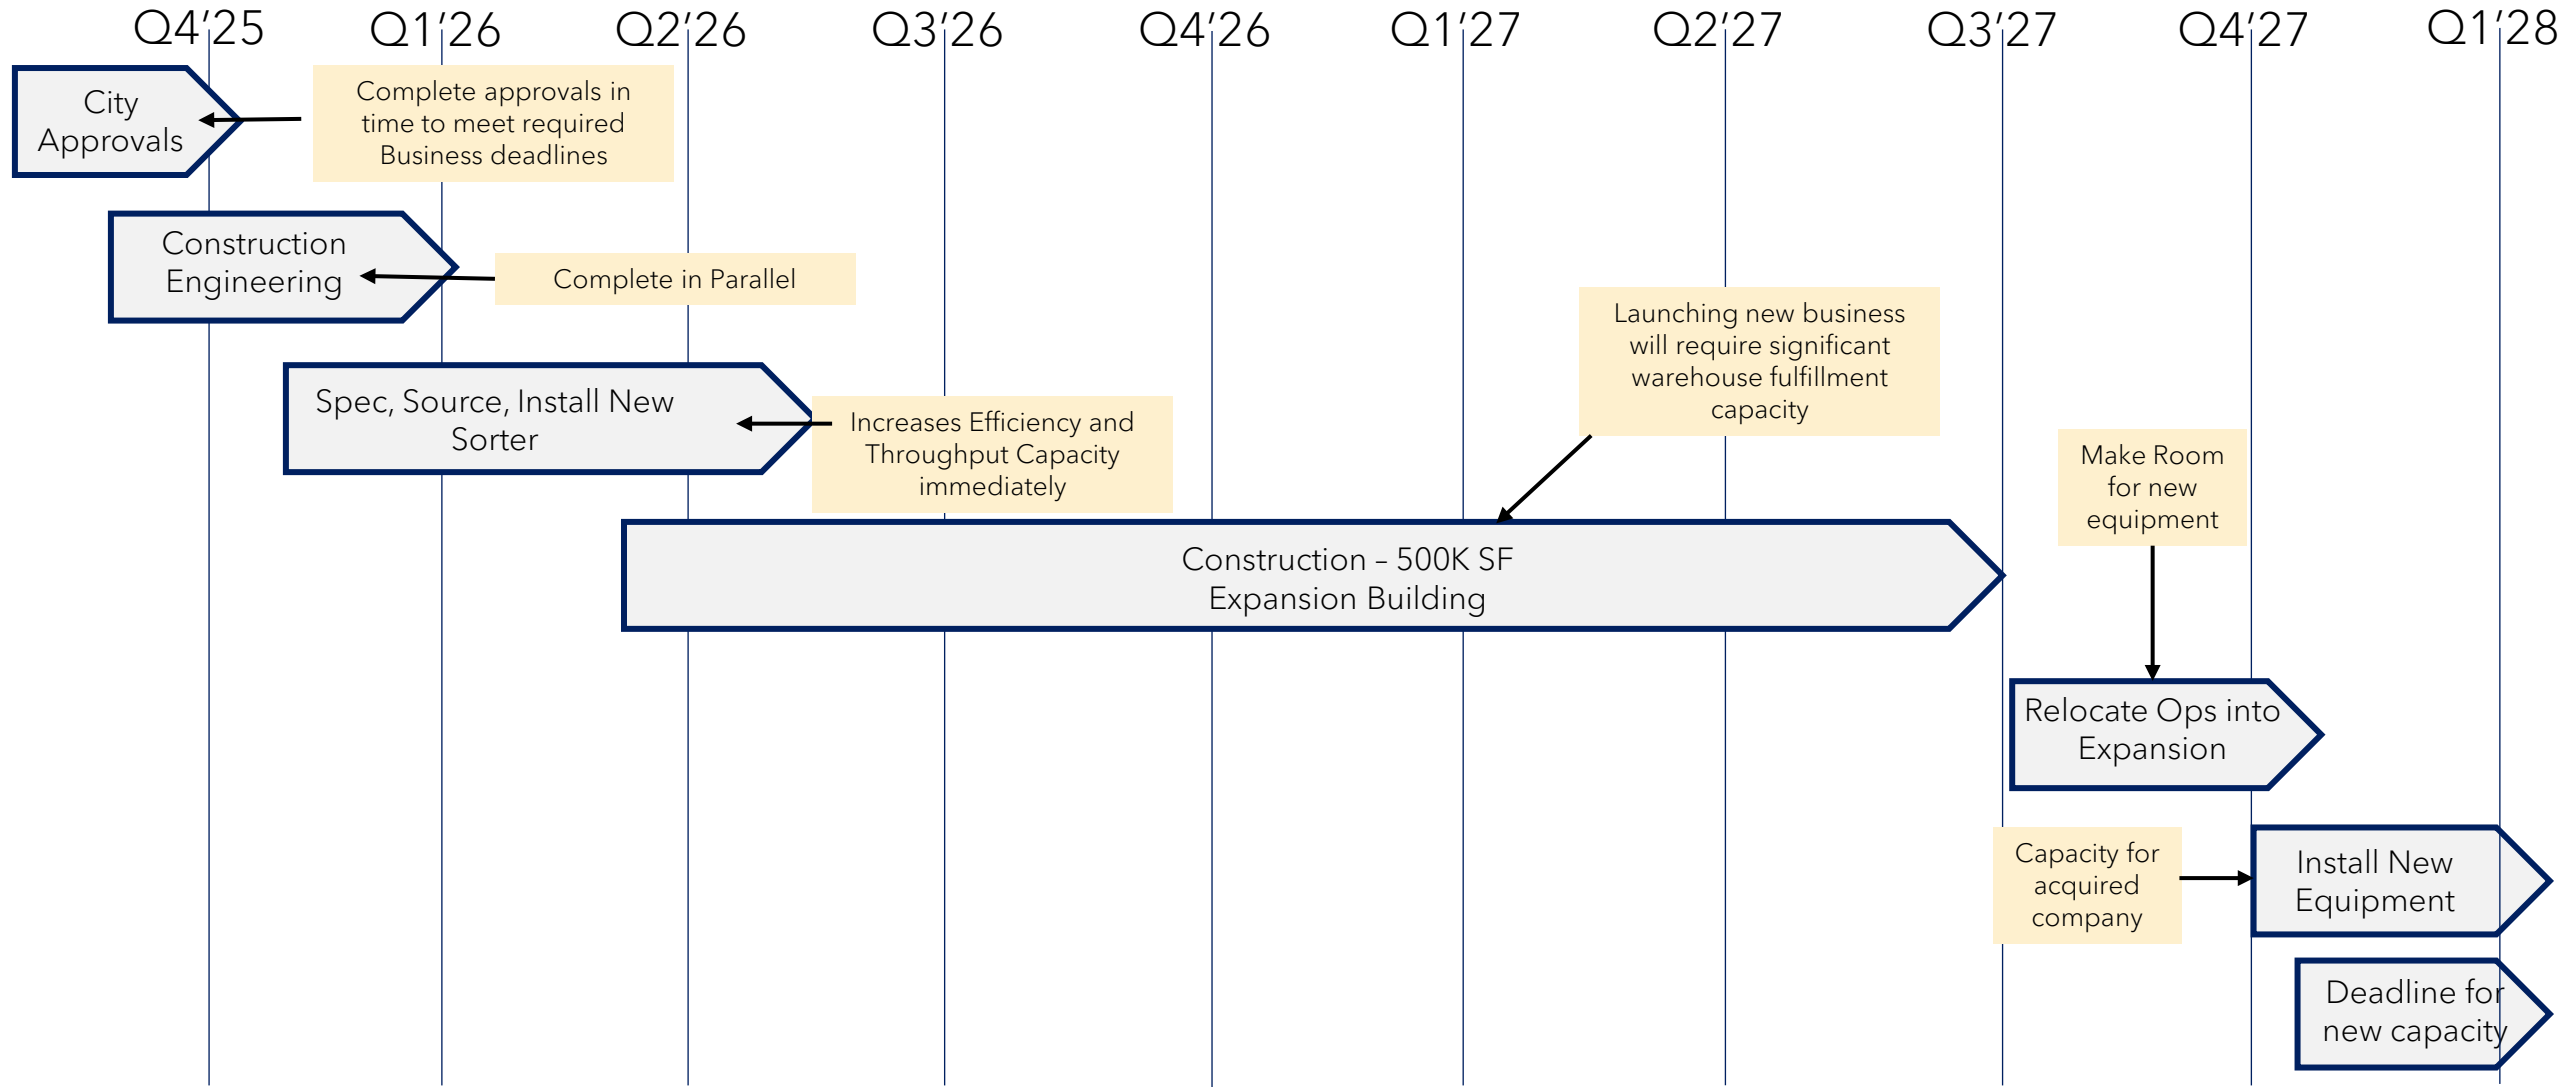 Q4'25 Q1'26 Q2'26 Q3'26 Q4'26 Q1'27 Q2'27 Q3'27 Q4'27 Q1'28
City
Approvals
Complete approvals in
time to meet required
Business deadlines
Construction
Engineering
Complete in Parallel
Launching new business
will require significant
warehouse fulfillment
capacity
Spec, Source, Install New
Sorter
Increases Efficiency and
Throughput Capacity
immediately
Make Room
for new
equipment
Construction – 500K SF
Expansion Building
Relocate Ops into
Expansion
Capacity for
acquired
company
Install New
Equipment
Deadline for
new capacity